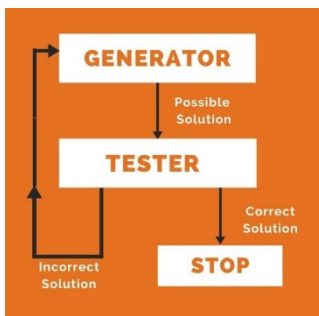 GENERATOR
Possible
Solution
TESTER
Correct
Solution
STOP
Incorrect
Solution